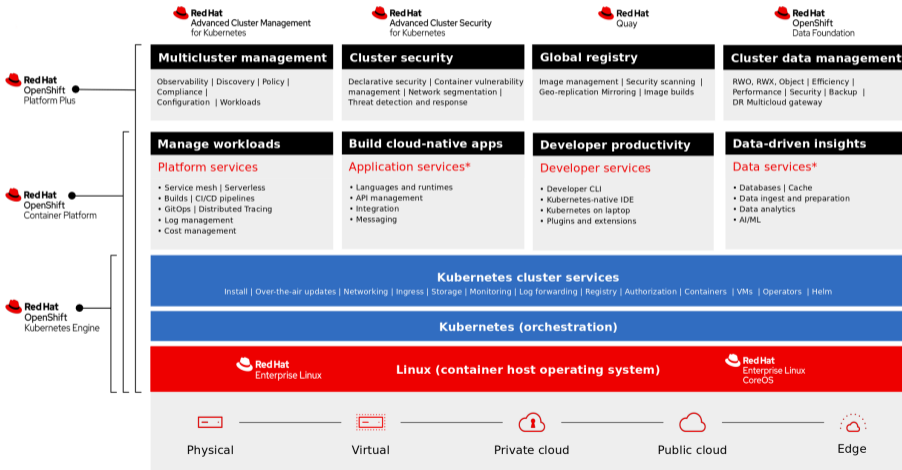 Red Hat
Advanced Cluster Management
for Kubernetes
Red Hat
Advanced Cluster Security
for Kubernetes
Red Hat
Quay
Red Hat
OpenShift
Data Foundation
Red Hat
OpenShift
Platform Plus
Multicluster management
Observability | Discovery | Policy |
Compliance |
Configuration | Workloads
Cluster security
Declarative security | Container vulnerability
management | Network segmentation |
Threat detection and response
Global registry
Image management | Security scanning |
Geo-replication Mirroring | Image builds
Cluster data management
RWO, RWX, Object | Efficiency |
Performance | Security | Backup |
DR Multicloud gateway
Red Hat
OpenShift
Container Platform
Manage workloads
Platform services
• Service mesh | Serverless
• Builds | CI/CD pipelines
• GitOps | Distributed Tracing
• Log management
• Cost management
Build cloud-native apps
Application services*
• Languages and runtimes
• API management
• Integration
• Messaging
Developer productivity
Developer services
• Developer CLI
• Kubernetes-native IDE
• Kubernetes on laptop
• Plugins and extensions
Data-driven insights
Data services*
• Databases | Cache
• Data ingest and preparation
• Data analytics
• AI/ML
Red Hat
OpenShift
Kubernetes Engine
Kubernetes cluster services
Install | Over-the-air updates | Networking | Ingress | Storage | Monitoring | Log forwarding | Registry | Authorization | Containers | VMs | Operators | Helm
Kubernetes (orchestration)
Red Hat
Enterprise Linux
Linux (container host operating system)
Red Hat
Enterprise Linux
CoreOS
Physical
Virtual
Private cloud
Public cloud
Edge